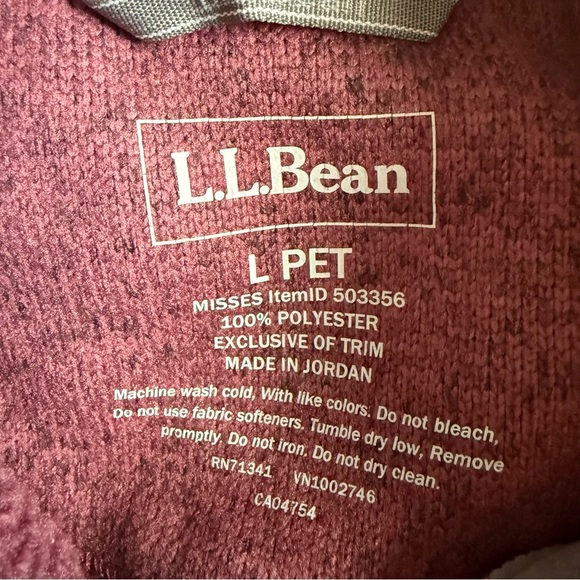 L.L.Bean
L PET
MISSES ItemID 503356
100% POLYESTER
EXCLUSIVE OF TRIM
MADE IN JORDAN
Machine wash cold, With like colors. Do not bleach,
Do not use fabric softeners. Tumble dry low, Remove
promptly. Do not iron. Do not dry clean.
RN71341 VN1002746
CA04754